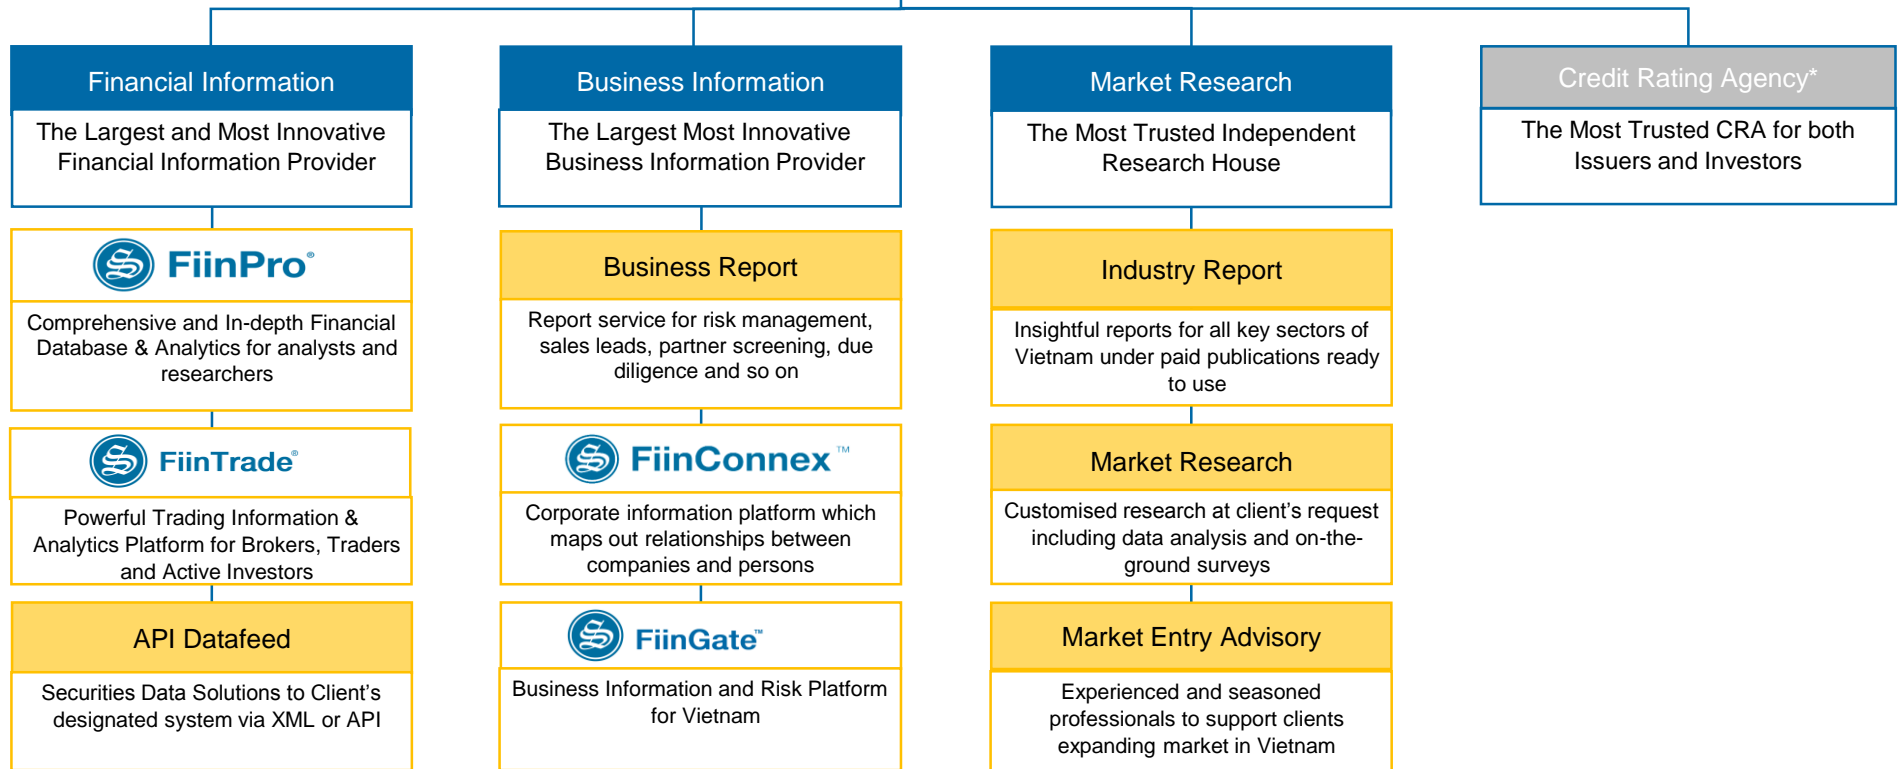 Financial Information
The Largest and Most Innovative
Financial Information Provider
FiinPro®
Comprehensive and In-depth Financial
Database & Analytics for analysts and
researchers
FiinTrade®
Powerful Trading Information &
Analytics Platform for Brokers, Traders
and Active Investors
API Datafeed
Securities Data Solutions to Client's
designated system via XML or API
Business Information
The Largest Most Innovative
Business Information Provider
Business Report
Report service for risk management,
sales leads, partner screening, due
diligence and so on
FiinConnex™
Corporate information platform which
maps out relationships between
companies and persons
FiinGate™
Business Information and Risk Platform
for Vietnam
Market Research
The Most Trusted Independent
Research House
Industry Report
Insightful reports for all key sectors of
Vietnam under paid publications ready
to use
Market Research
Customised research at client's request
including data analysis and on-the-
ground surveys
Market Entry Advisory
Experienced and seasoned
professionals to support clients
expanding market in Vietnam
Credit Rating Agency*
The Most Trusted CRA for both
Issuers and Investors